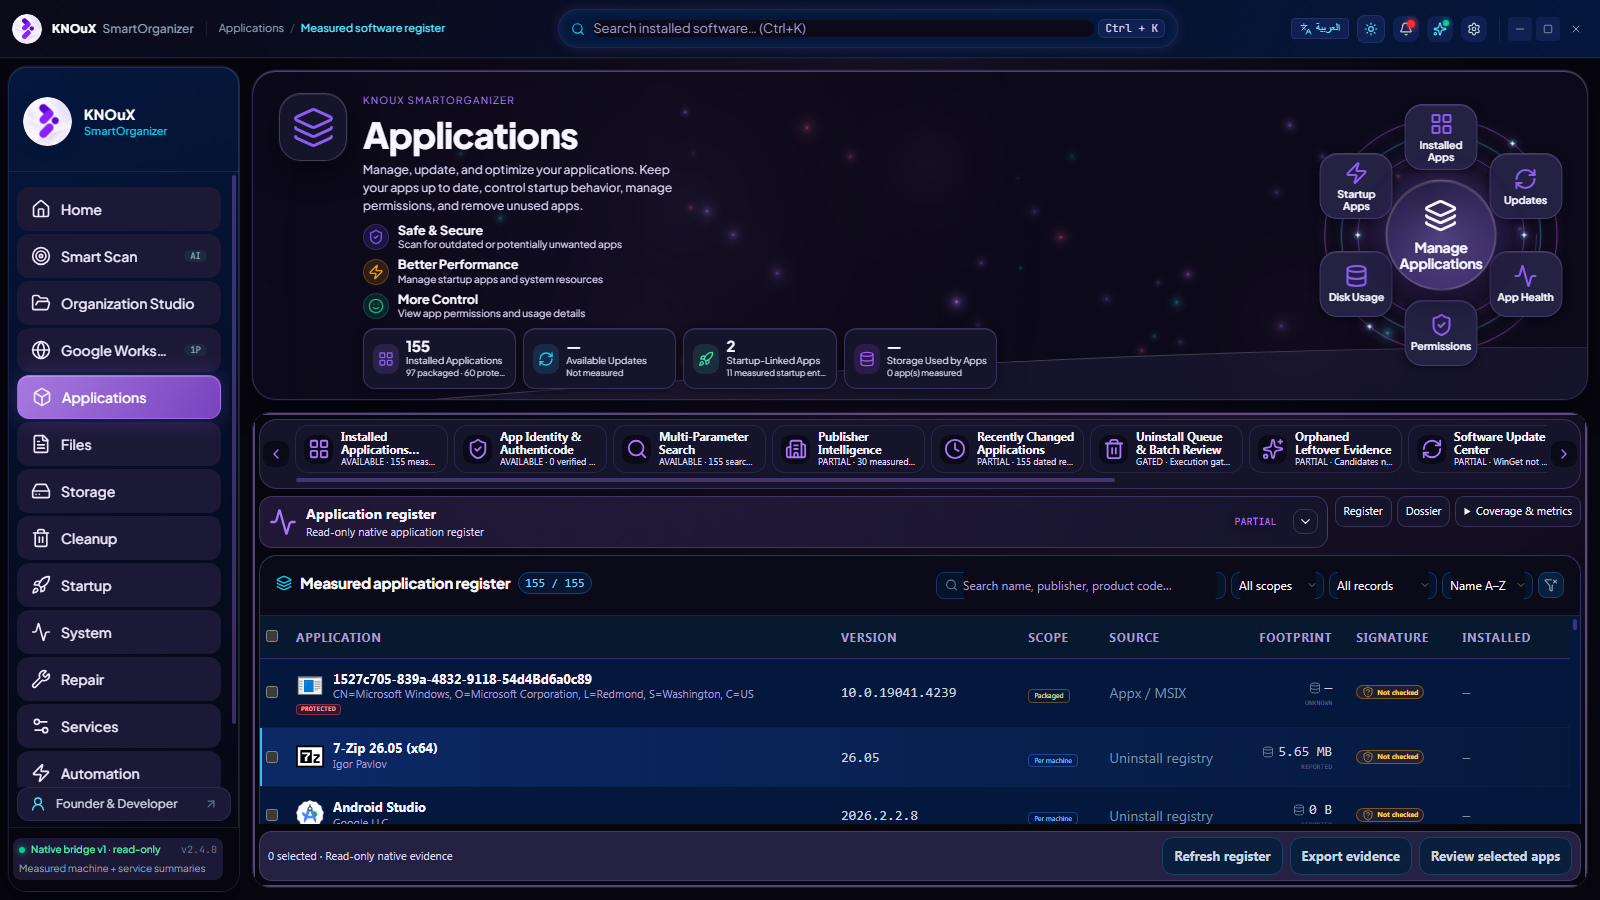 KNOuX SmartOrganizer
Applications / Measured software register
Search installed software... (Ctrl+K)
Ctrl + K
العربية
KNOuX
SmartOrganizer
Home
Smart Scan AI
Organization Studio
Google Works... 1P
Applications
Files
Storage
Cleanup
Startup
System
Repair
Services
Automation
Founder & Developer
Native bridge v1 · read-only v2.4.0
Measured machine + service summaries
KNOUX SMARTORGANIZER
Applications
Manage, update, and optimize your applications. Keep
your apps up to date, control startup behavior, manage
permissions, and remove unused apps.
Safe & Secure
Scan for outdated or potentially unwanted apps
Better Performance
Manage startup apps and system resources
More Control
View app permissions and usage details
155
Installed Applications
97 packaged · 60 prote...
—
Available Updates
Not measured
2
Startup-Linked Apps
11 measured startup ent...
—
Storage Used by Apps
0 app(s) measured
Installed
Apps
Startup
Apps
Updates
Manage
Applications
Disk Usage
App Health
Permissions
Installed
Applications...
AVAILABLE · 155 meas...
App Identity &
Authenticode
AVAILABLE · 0 verified ...
Multi-Parameter
Search
AVAILABLE · 155 searc...
Publisher
Intelligence
PARTIAL · 30 measured...
Recently Changed
Applications
PARTIAL · 155 dated re...
Uninstall Queue
& Batch Review
GATED · Execution gat...
Orphaned
Leftover Evidence
PARTIAL · Candidates n...
Software Update
Center
PARTIAL · WinGet not ...
Application register
Read-only native application register
PARTIAL
Register
Dossier
Coverage & metrics
Measured application register 155 / 155
Search name, publisher, product code...
All scopes
All records
Name A–Z
APPLICATION VERSION SCOPE SOURCE FOOTPRINT SIGNATURE INSTALLED
1527c705-839a-4832-9118-54d4Bd6a0c89
CN=Microsoft Windows, O=Microsoft Corporation, L=Redmond, S=Washington, C=US
PROTECTED
10.0.19041.4239
Packaged
Appx / MSIX
—
UNKNOWN
Not checked
—
7-Zip 26.05 (x64)
Igor Pavlov
26.05
Per machine
Uninstall registry
5.65 MB
REPORTED
Not checked
—
Android Studio
Google LLC
2026.2.2.8
Per machine
Uninstall registry
0 B
Not checked
—
0 selected · Read-only native evidence
Refresh register
Export evidence
Review selected apps